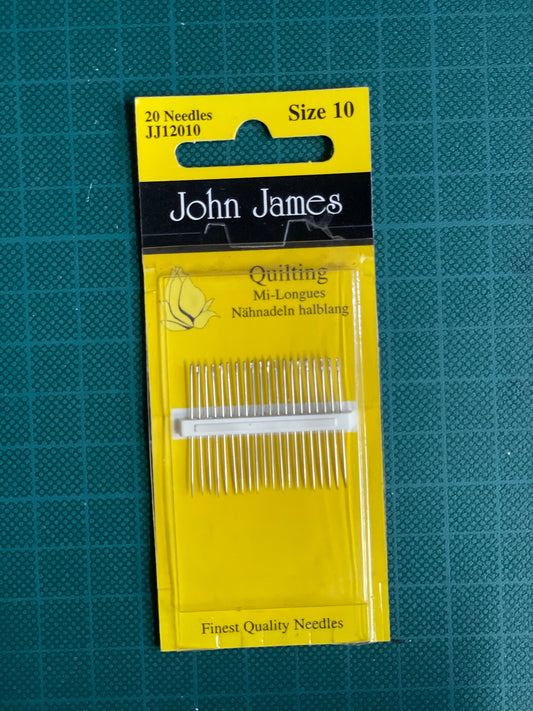 20 Needles
JJ12010
Size 10
John James
Quilting
Mi-Longues
Nähnadeln halblang
Finest Quality Needles